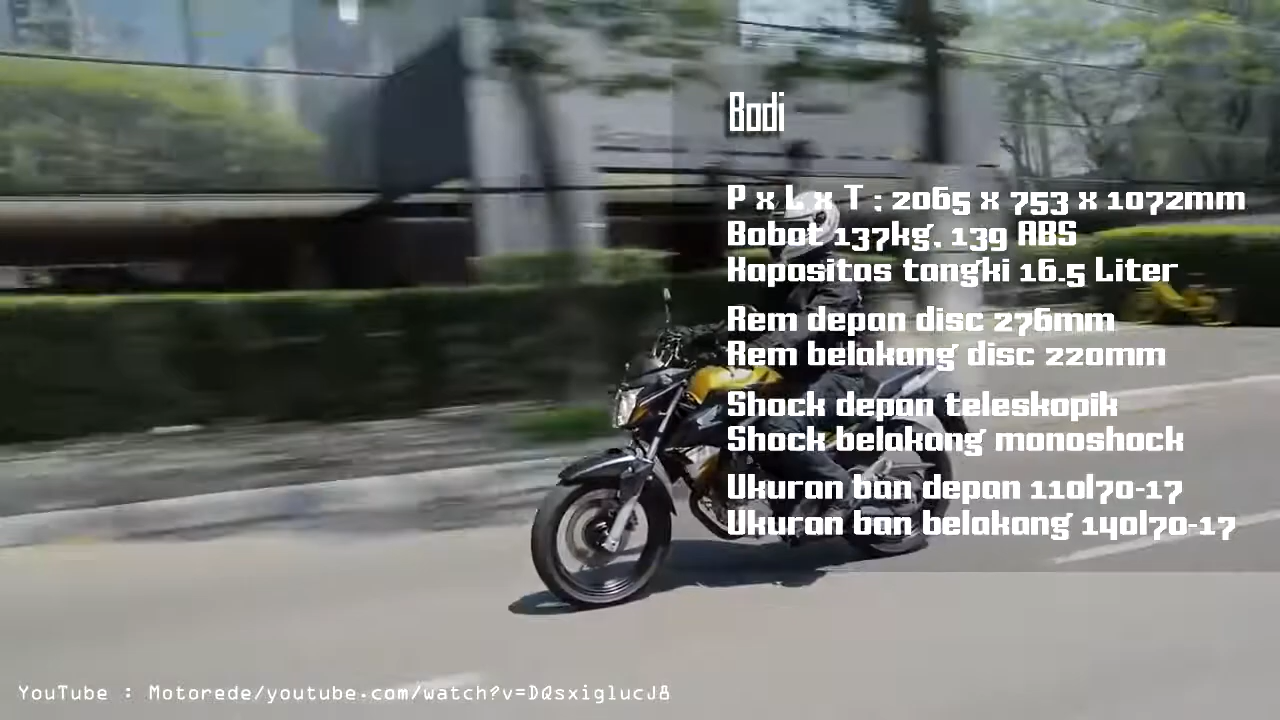 Bodi
P x L x T : 2065 x 753 x 1072mm
Bobot 137kg, 139 ABS
Kapasitas tangki 16.5 Liter
Rem depan disc 276mm
Rem belakang disc 220mm
Shock depan teleskopik
Shock belakang monoshock
Ukuran ban depan 110/70-17
Ukuran ban belakang 140/70-17
YouTube : Motorede/youtube.com/watch?v=DQsxiglucJ8